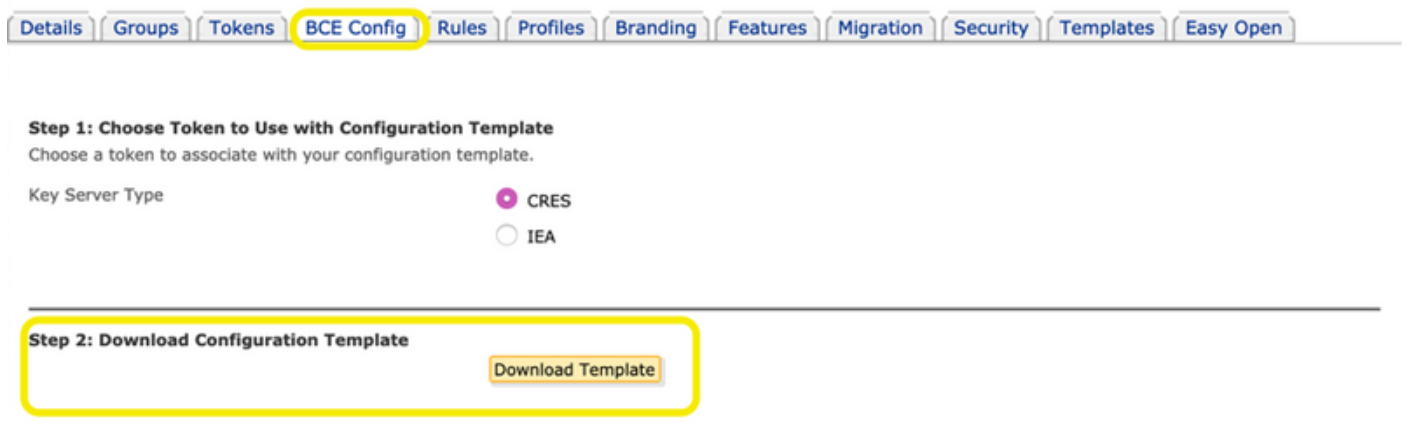 Details Groups Tokens BCE Config Rules Profiles Branding Features Migration Security Templates Easy Open
Step 1: Choose Token to Use with Configuration Template
Choose a token to associate with your configuration template.
Key Server Type
CRES
IEA
Step 2: Download Configuration Template
Download Template